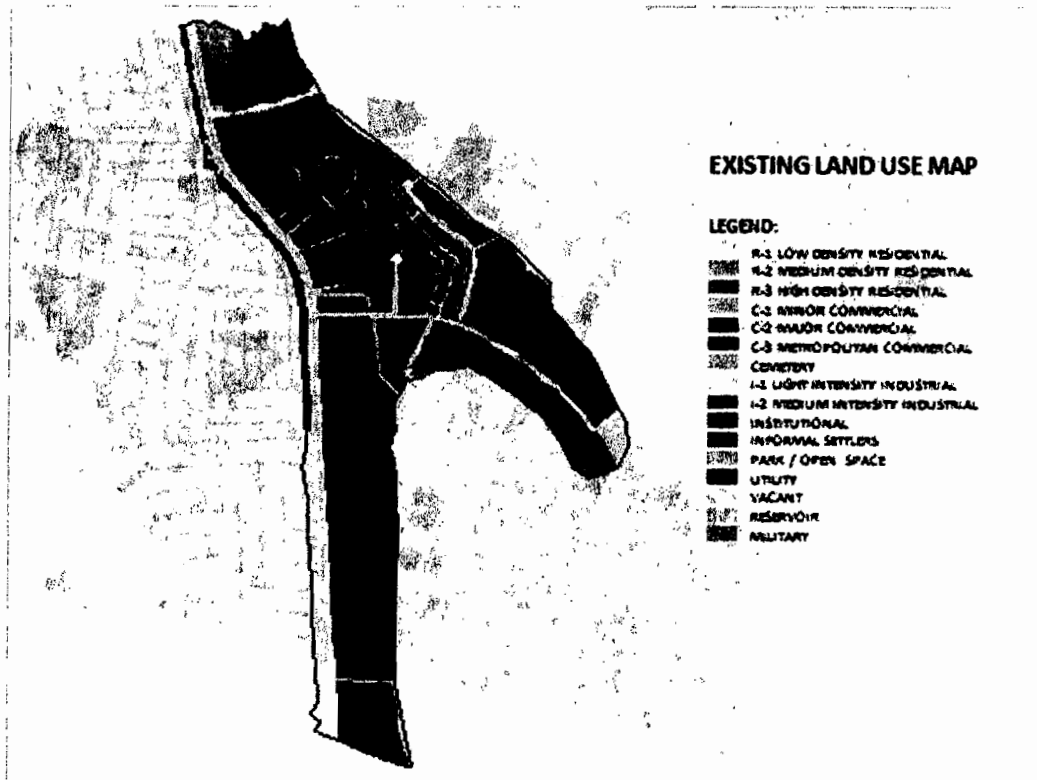 EXISTING LAND USE MAP
LEGEND:
R-1 LOW DENSITY RESIDENTIAL
R-2 MEDIUM DENSITY RESIDENTIAL
R-3 HIGH DENSITY RESIDENTIAL
C-1 MINOR COMMERCIAL
C-2 MAJOR COMMERCIAL
C-3 METROPOLITAN COMMERCIAL
CEMETERY
I-1 LIGHT INTENSITY INDUSTRIAL
I-2 MEDIUM INTENSITY INDUSTRIAL
INSTITUTIONAL
INFORMAL SETTLERS
PARK / OPEN SPACE
UTILITY
VACANT
RESERVOIR
MILITARY